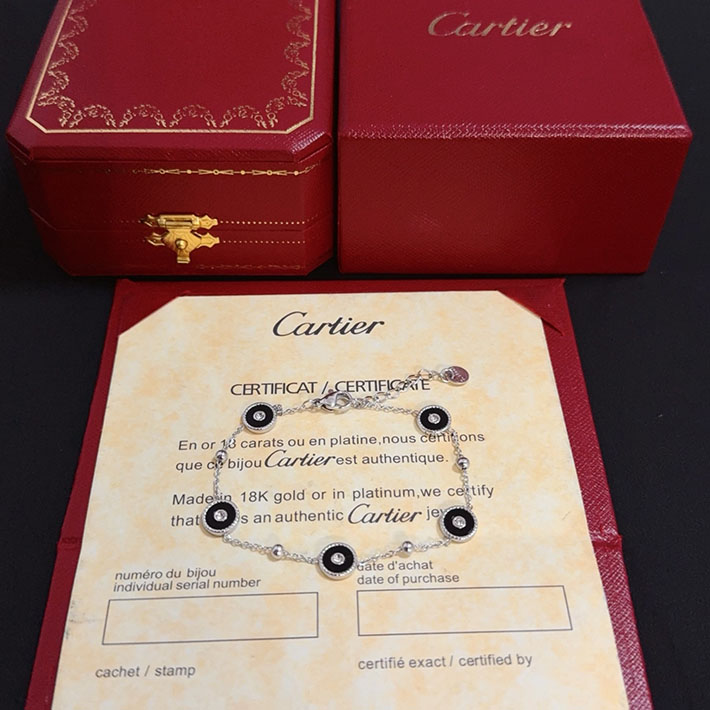 Cartier
Cartier
CERTIFICAT / CERTIFICATE
En or 18 carats ou en platine,nous certifions
que ce bijou Cartier est authentique.
Made in 18K gold or in platinum,we certify
that is an authentic Cartier
numéro du bijou
individual serial number
date d'achat
date of purchase
cachet / stamp
certifié exact / certified by